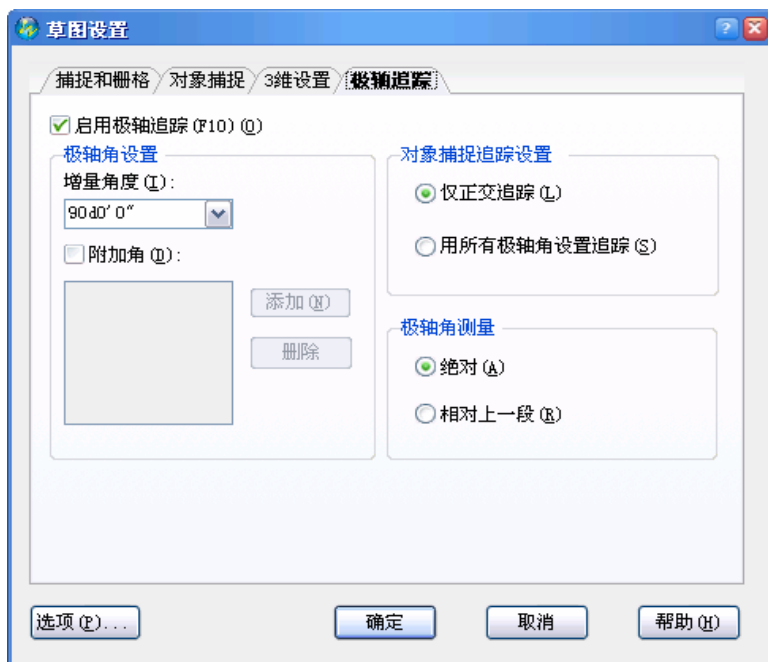 草图设置
捕捉和栅格 对象捕捉 3维设置 极轴追踪
启用极轴追踪(F10)(O)
极轴角设置
增量角度(I):
90d0'0"
附加角(D):
添加(N)
删除
对象捕捉追踪设置
仅正交追踪(L)
用所有极轴角设置追踪(S)
极轴角测量
绝对(A)
相对上一段(R)
选项(P)... 确定 取消 帮助(H)